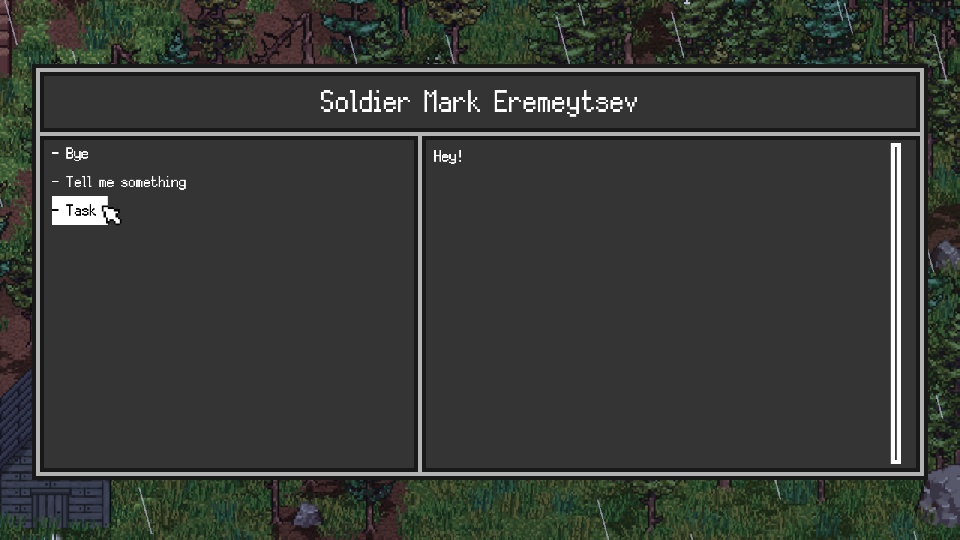 Soldier Mark Eremeytsev
- Bye
- Tell me something
- Task
Hey!